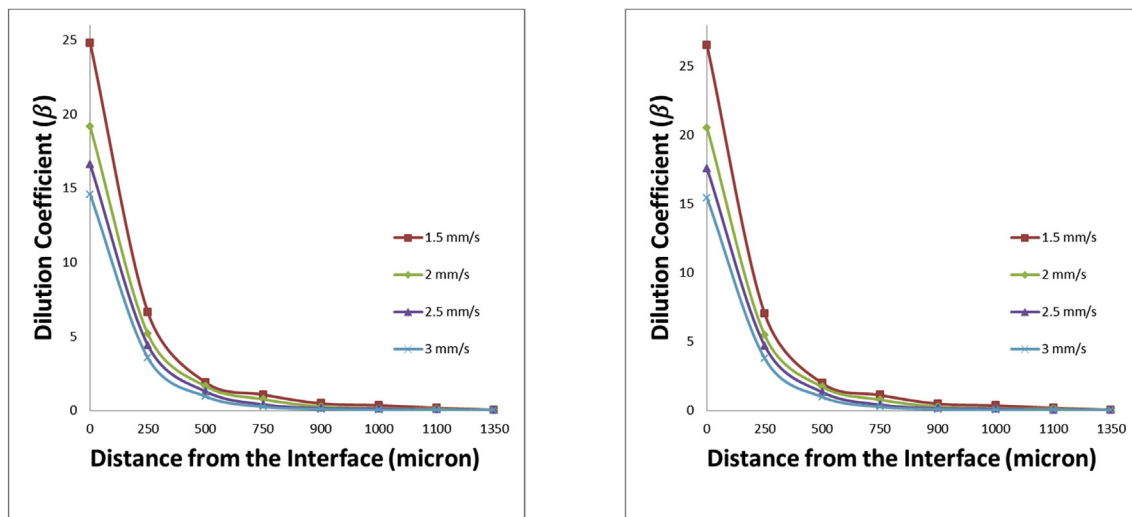 25
20
15
10
5
0
Dilution Coefficient (β)
1.5 mm/s
2 mm/s
2.5 mm/s
3 mm/s
0 250 500 750 900 1000 1100 1350
Distance from the Interface (micron)
25
20
15
10
5
0
Dilution Coefficient (β)
1.5 mm/s
2 mm/s
2.5 mm/s
3 mm/s
0 250 500 750 900 1000 1100 1350
Distance from the Interface (micron)